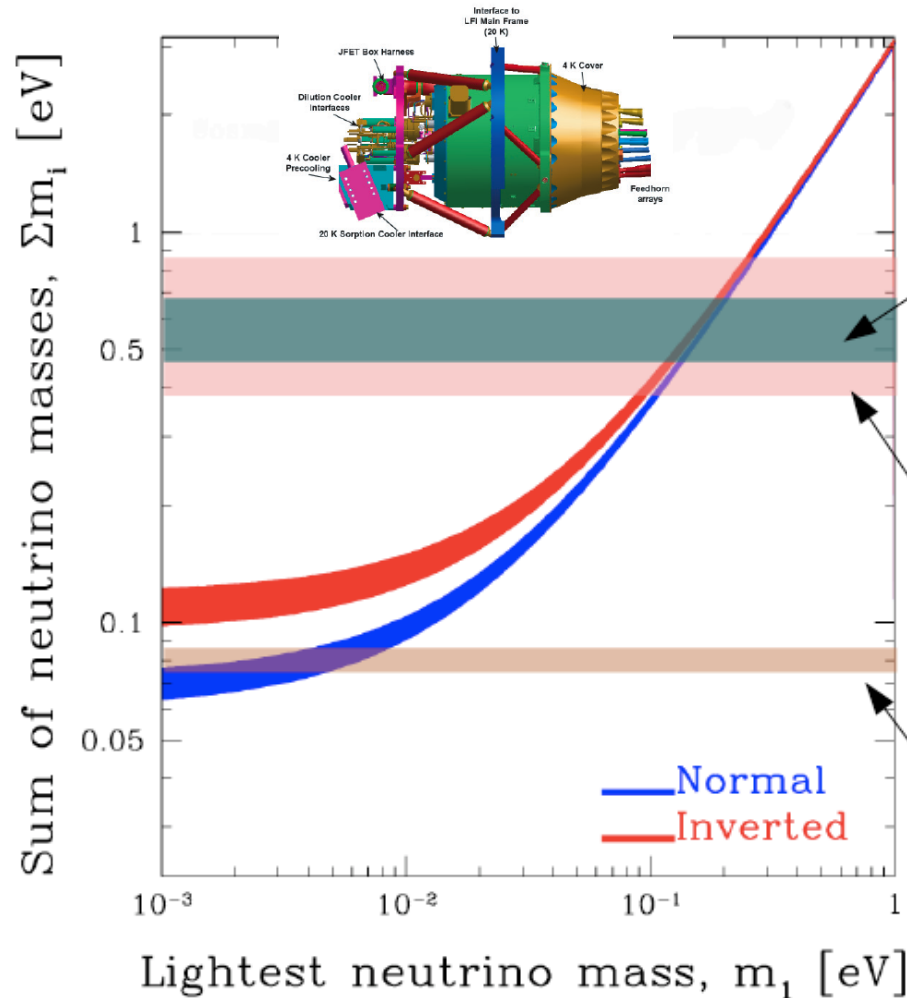 Interface to
LFI Main Frame
(20 K)
JFET Box Harness
4 K Cover
Dilution Cooler
Interfaces
4 K Cooler
Precooling
Feedhorn
arrays
20 K Sorption Cooler Interface
Sum of neutrino masses, Σmᵢ [eV]
1
0.5
0.1
0.05
Normal
Inverted
10⁻³
10⁻²
10⁻¹
1
Lightest neutrino mass, m₁ [eV]